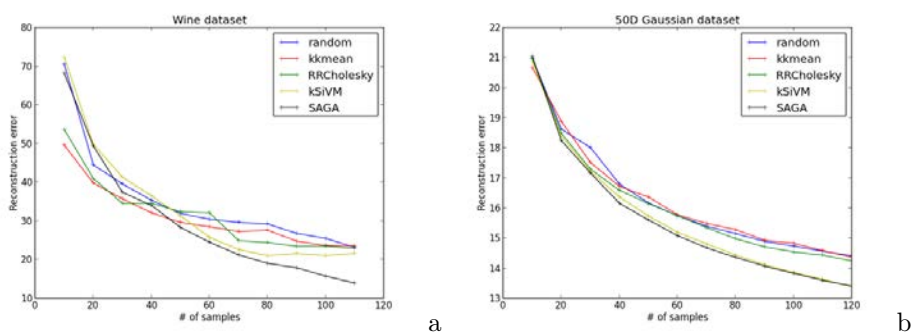 Wine dataset
80
70
60
50
40
30
20
10
0
20
40
60
80
100
120
Reconstruction error
# of samples
random
kkmean
RRCholesky
kSiVM
SAGA
a
50D Gaussian dataset
22
21
20
19
18
17
16
15
14
13
0
20
40
60
80
100
120
Reconstruction error
# of samples
random
kkmean
RRCholesky
kSiVM
SAGA
b